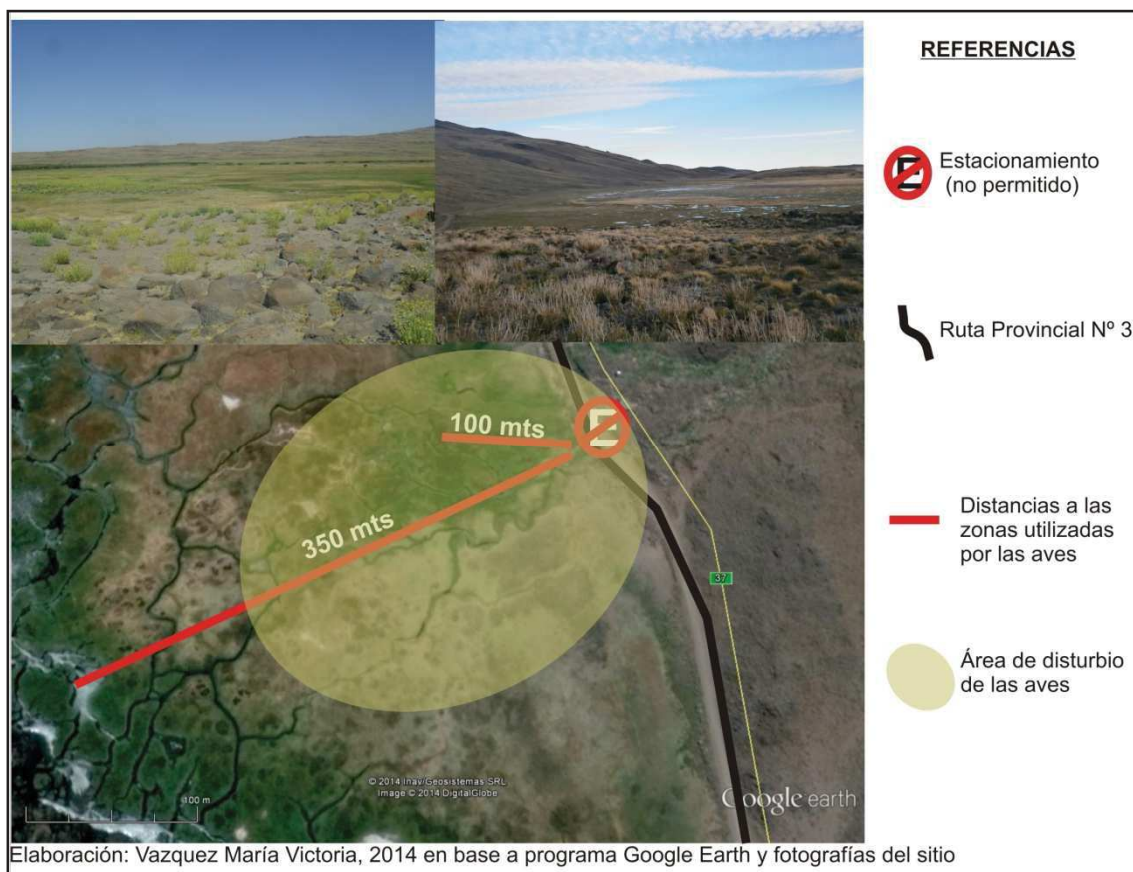 REFERENCIAS
E
Estacionamiento
(no permitido)
Ruta Provincial Nº 3
Distancias a las
zonas utilizadas
por las aves
Área de disturbio
de las aves
E
100 mts
350 mts
37
© 2014 Inav/Geosistemas SRL
Image © 2014 DigitalGlobe
100 m
Google earth
Elaboración: Vazquez María Victoria, 2014 en base a programa Google Earth y fotografías del sitio